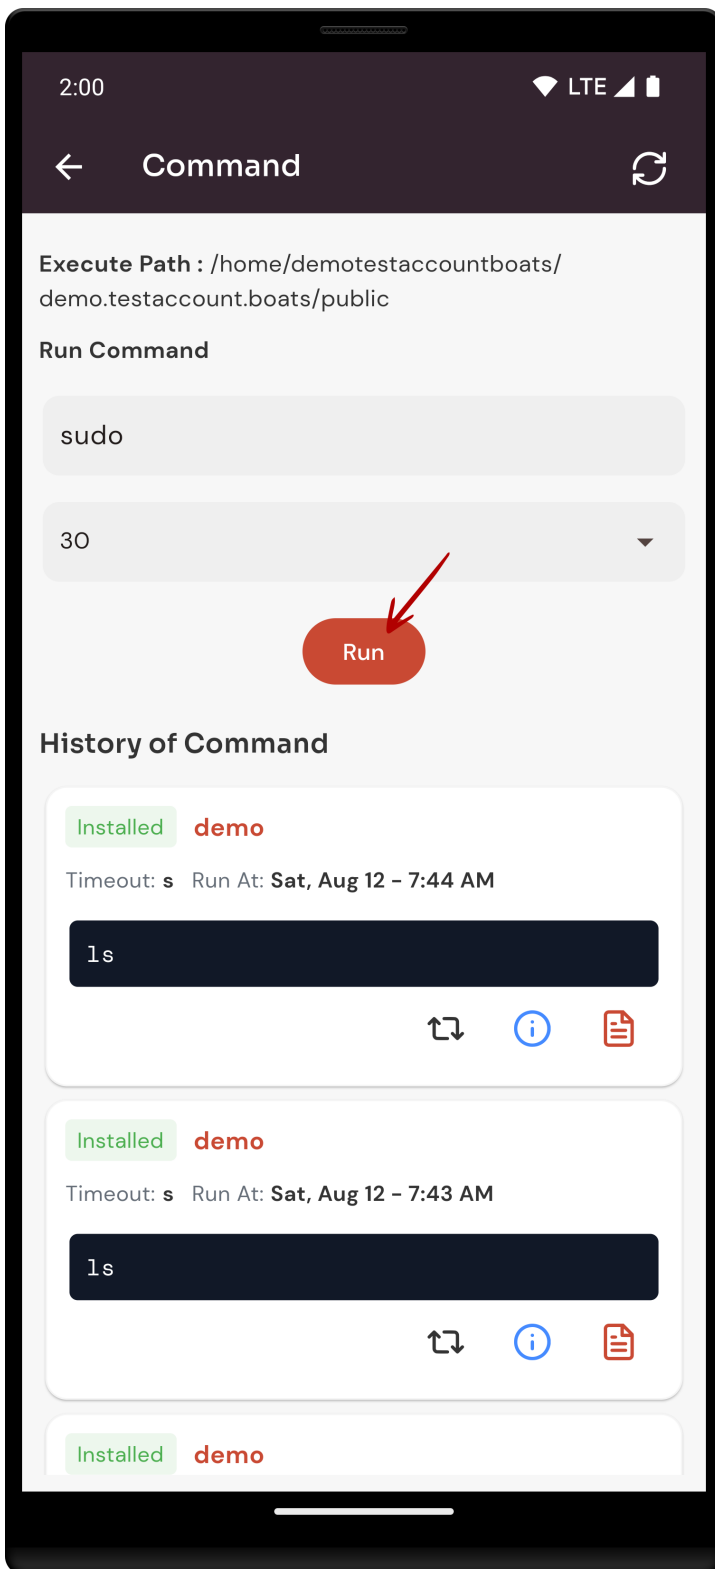 2:00
LTE
Command
Execute Path : /home/demotestaccountboats/
demo.testaccount.boats/public
Run Command
sudo
30
Run
History of Command
Installed demo
Timeout: s Run At: Sat, Aug 12 - 7:44 AM
ls
Installed demo
Timeout: s Run At: Sat, Aug 12 - 7:43 AM
ls
Installed demo